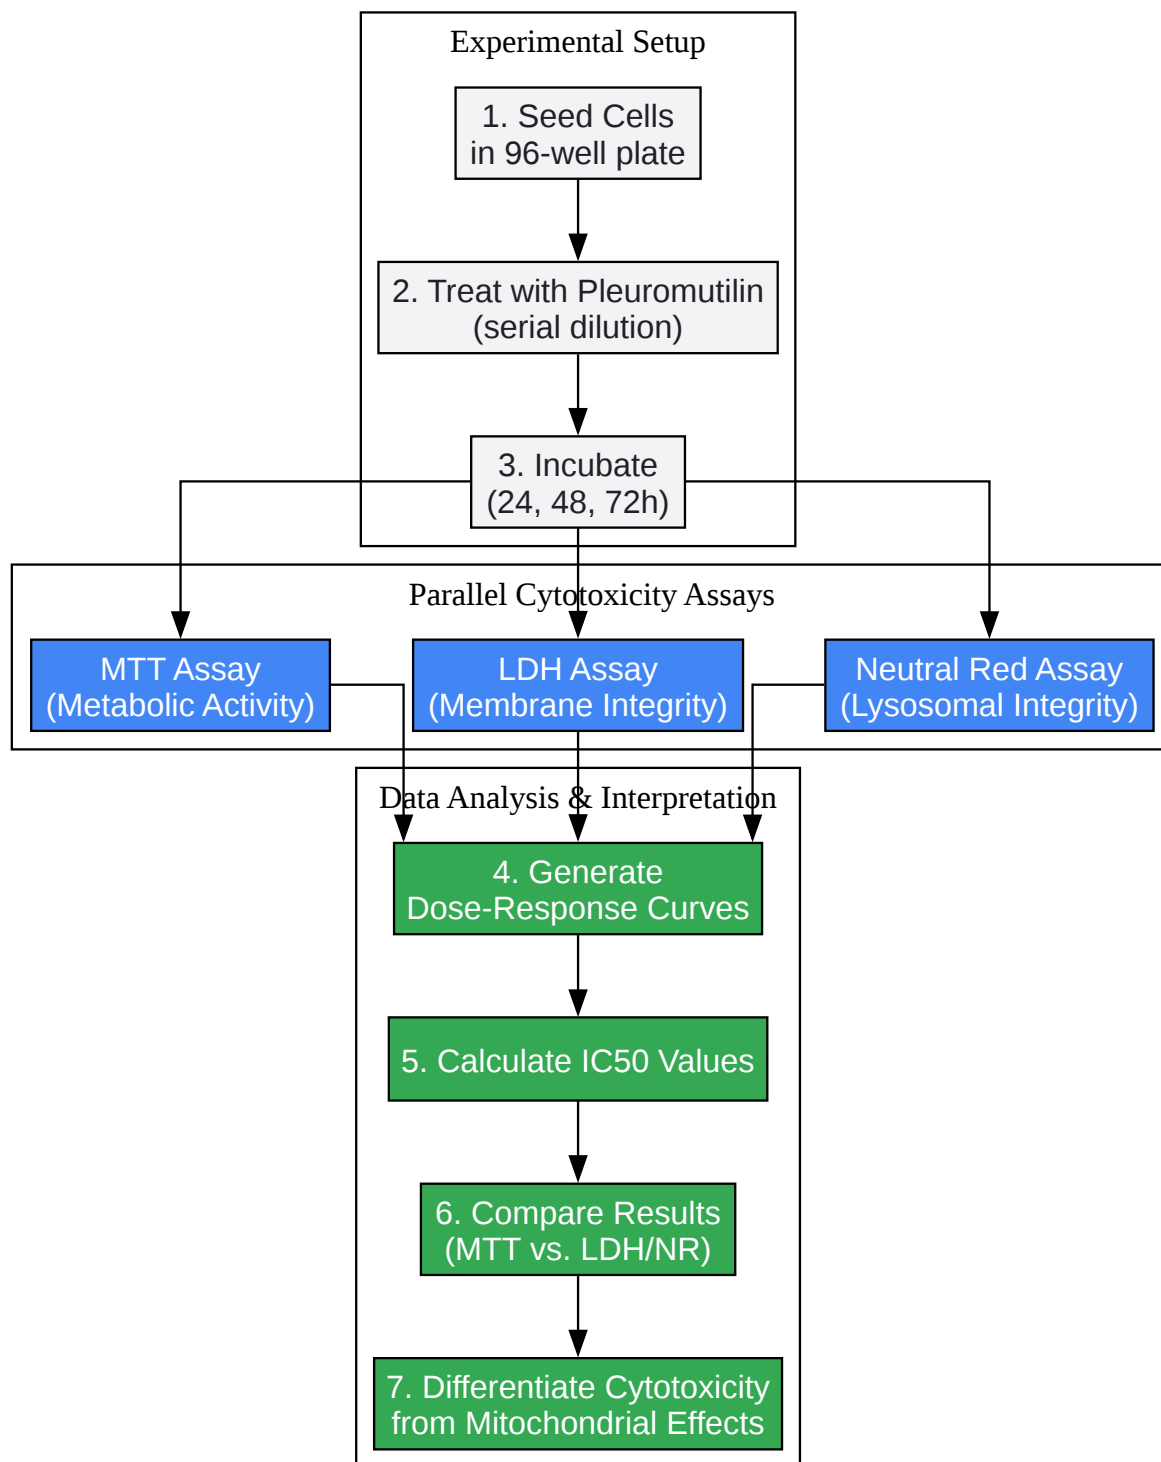 Experimental Setup
1. Seed Cells
in 96-well plate
2. Treat with Pleuromutilin
(serial dilution)
3. Incubate
(24, 48, 72h)
Parallel Cytotoxicity Assays
MTT Assay
(Metabolic Activity)
LDH Assay
(Membrane Integrity)
Neutral Red Assay
(Lysosomal Integrity)
Data Analysis & Interpretation
4. Generate
Dose-Response Curves
5. Calculate IC50 Values
6. Compare Results
(MTT vs. LDH/NR)
7. Differentiate Cytotoxicity
from Mitochondrial Effects